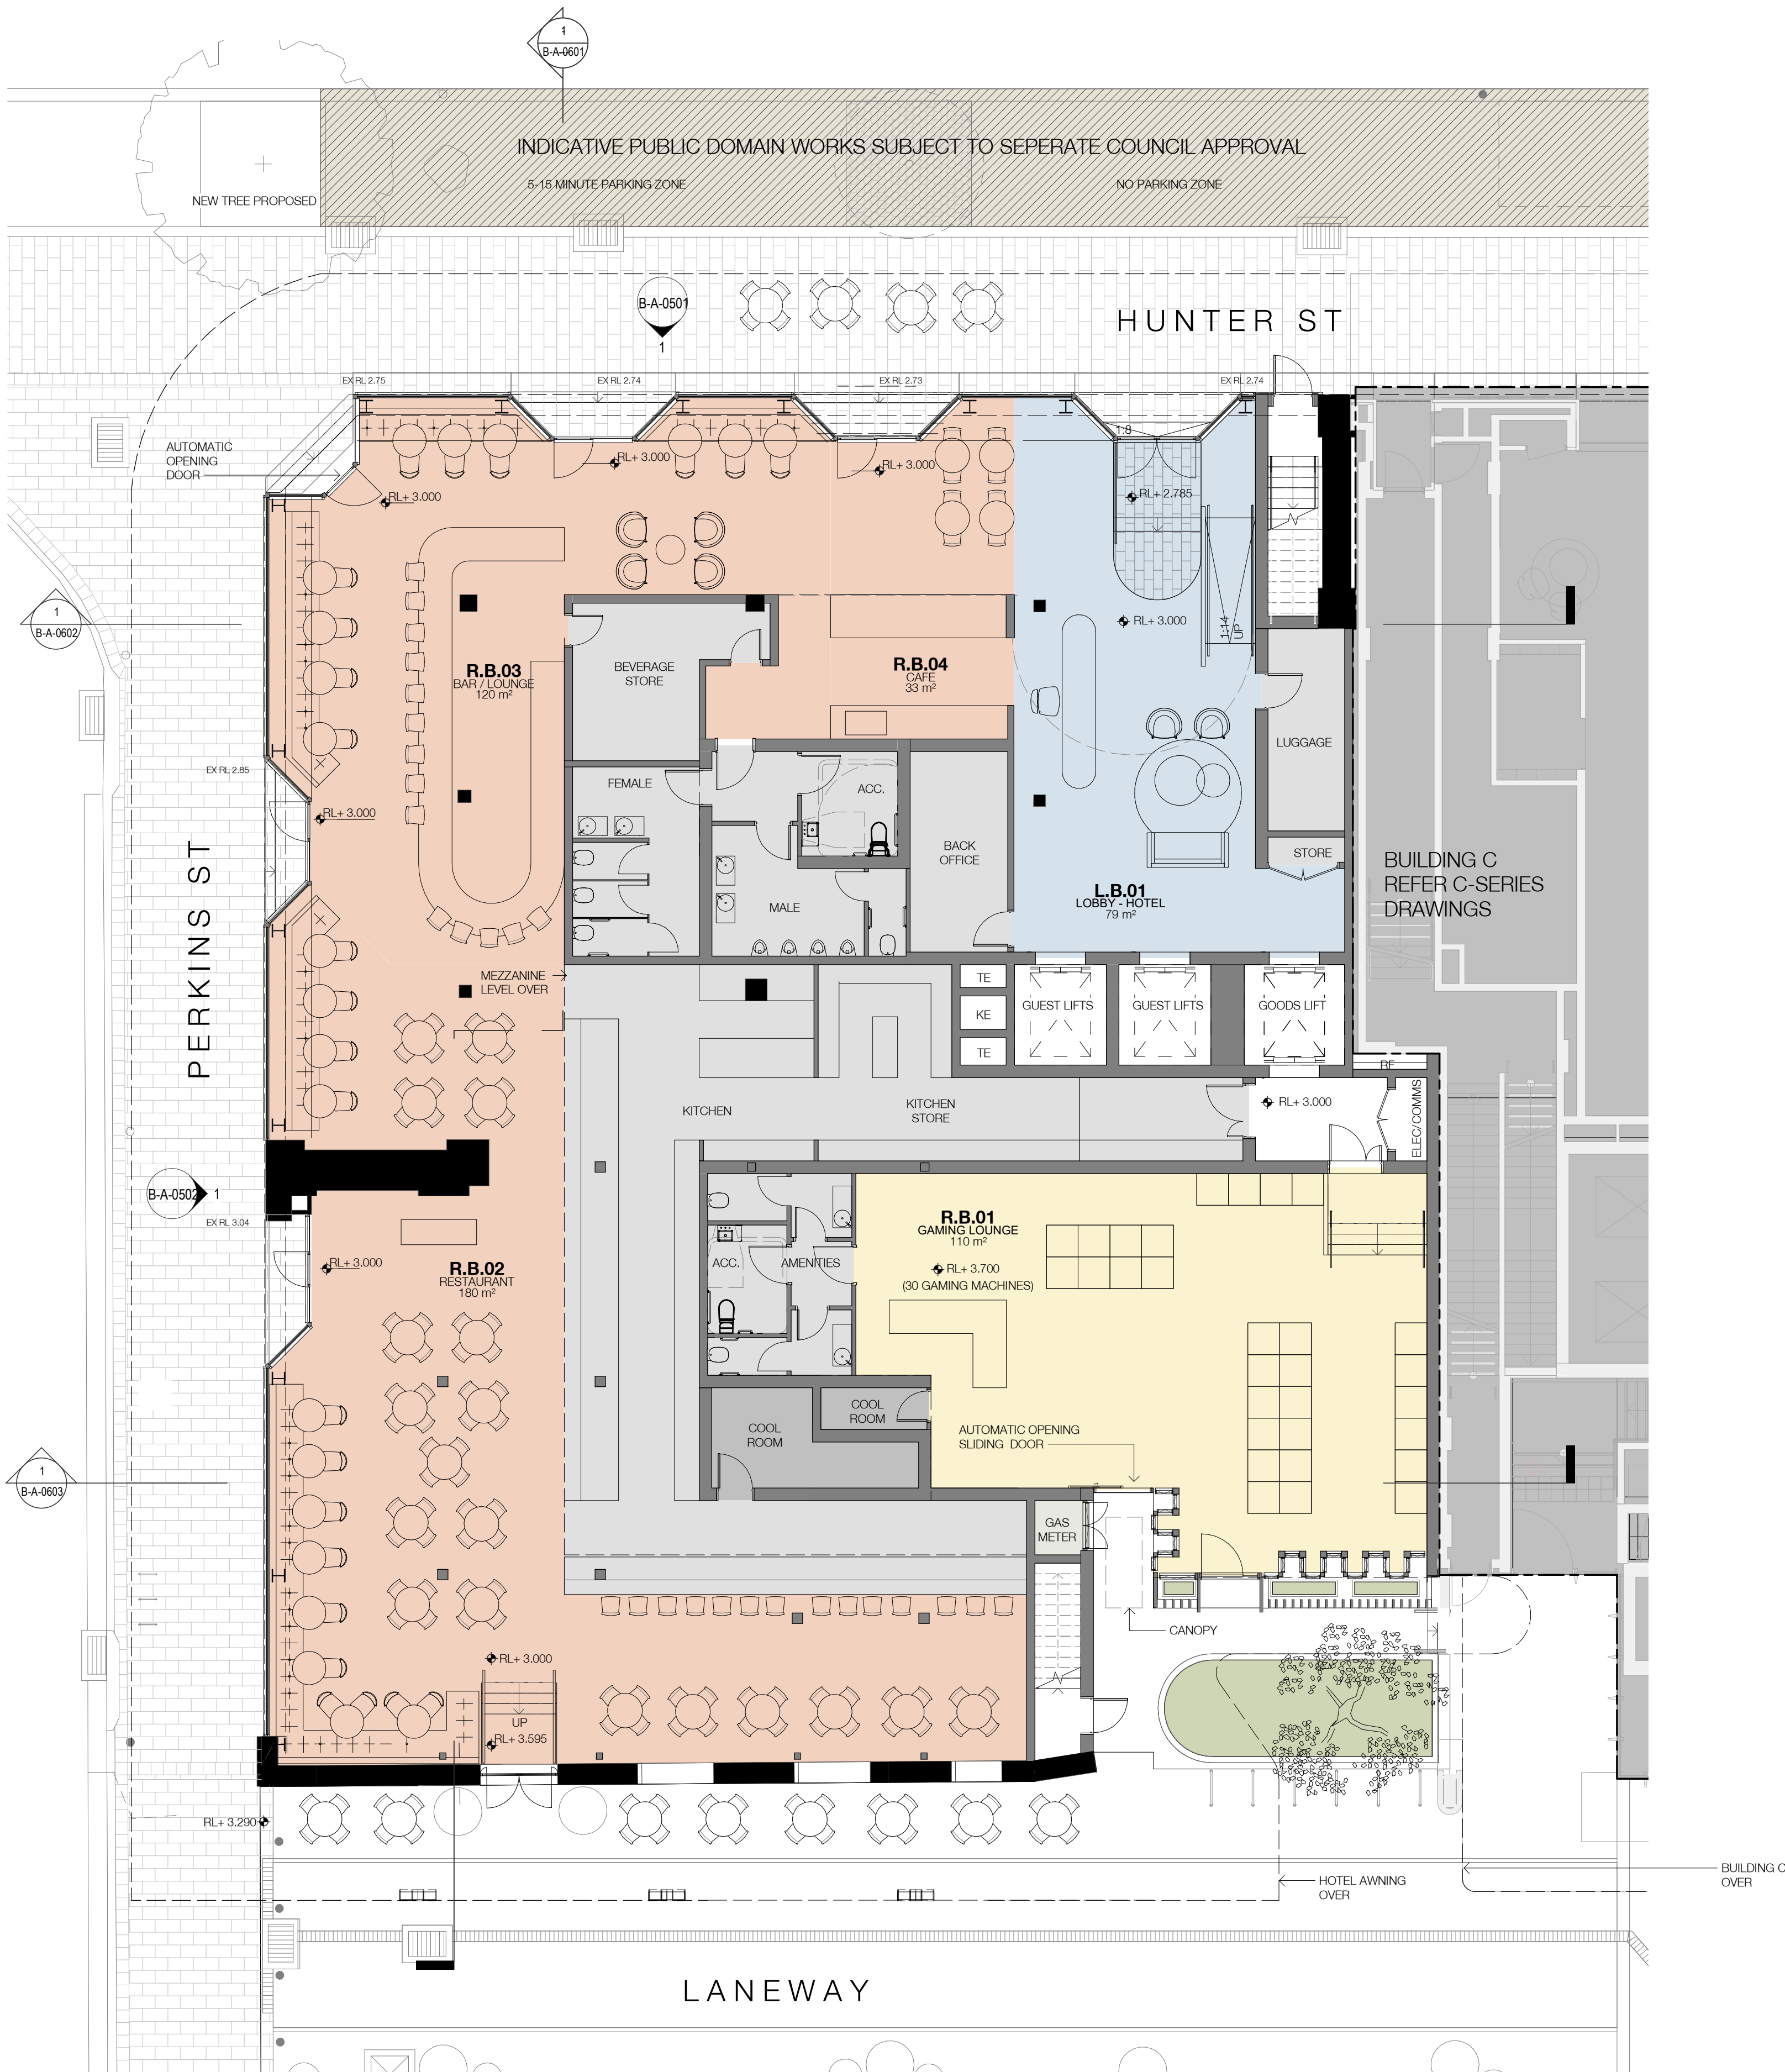 1
B-A-0601
INDICATIVE PUBLIC DOMAIN WORKS SUBJECT TO SEPERATE COUNCIL APPROVAL
5-15 MINUTE PARKING ZONE
NO PARKING ZONE
NEW TREE PROPOSED
B-A-0501
1
HUNTER ST
EX RL 2.75
EX RL 2.74
EX RL 2.73
EX RL 2.74
AUTOMATIC
OPENING
DOOR
1:8
RL+ 3.000
RL+ 3.000
RL+ 3.000
RL+ 2.785
1
B-A-0602
RL+ 3.000
1:14
UP
R.B.03
BAR / LOUNGE
120 m²
BEVERAGE
STORE
R.B.04
CAFE
33 m²
LUGGAGE
EX RL 2.85
FEMALE
ACC.
RL+ 3.000
PERKINS ST
BACK
OFFICE
STORE
BUILDING C
REFER C-SERIES
DRAWINGS
MALE
L.B.01
LOBBY - HOTEL
79 m²
MEZZANINE
LEVEL OVER
TE
KE
TE
GUEST LIFTS
GUEST LIFTS
GOODS LIFT
RF
KITCHEN
KITCHEN
STORE
RL+ 3.000
ELEC/COMMS
B-A-0502
1
EX RL 3.04
RL+ 3.000
R.B.02
RESTAURANT
180 m²
ACC.
AMENITIES
R.B.01
GAMING LOUNGE
110 m²
RL+ 3.700
(30 GAMING MACHINES)
COOL
ROOM
COOL
ROOM
AUTOMATIC OPENING
SLIDING DOOR
1
B-A-0603
GAS
METER
CANOPY
RL+ 3.000
UP
RL+ 3.595
RL+ 3.290
HOTEL AWNING
OVER
BUILDING C
OVER
LANEWAY